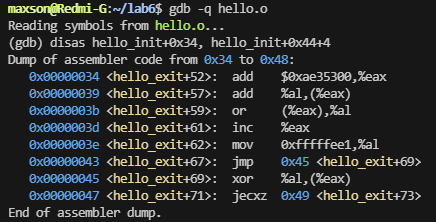 maxson@Redmi-G:~/lab6$ gdb -q hello.o
Reading symbols from hello.o...
(gdb) disas hello_init+0x34, hello_init+0x44+4
Dump of assembler code from 0x34 to 0x48:
   0x00000034 <hello_exit+52>:  add    $0xae35300,%eax
   0x00000039 <hello_exit+57>:  add    %al,(%eax)
   0x0000003b <hello_exit+59>:  or     (%eax),%al
   0x0000003d <hello_exit+61>:  inc    %eax
   0x0000003e <hello_exit+62>:  mov    0xfffffee1,%al
   0x00000043 <hello_exit+67>:  jmp    0x45 <hello_exit+69>
   0x00000045 <hello_exit+69>:  xor    %al,(%eax)
   0x00000047 <hello_exit+71>:  jecxz  0x49 <hello_exit+73>
End of assembler dump.